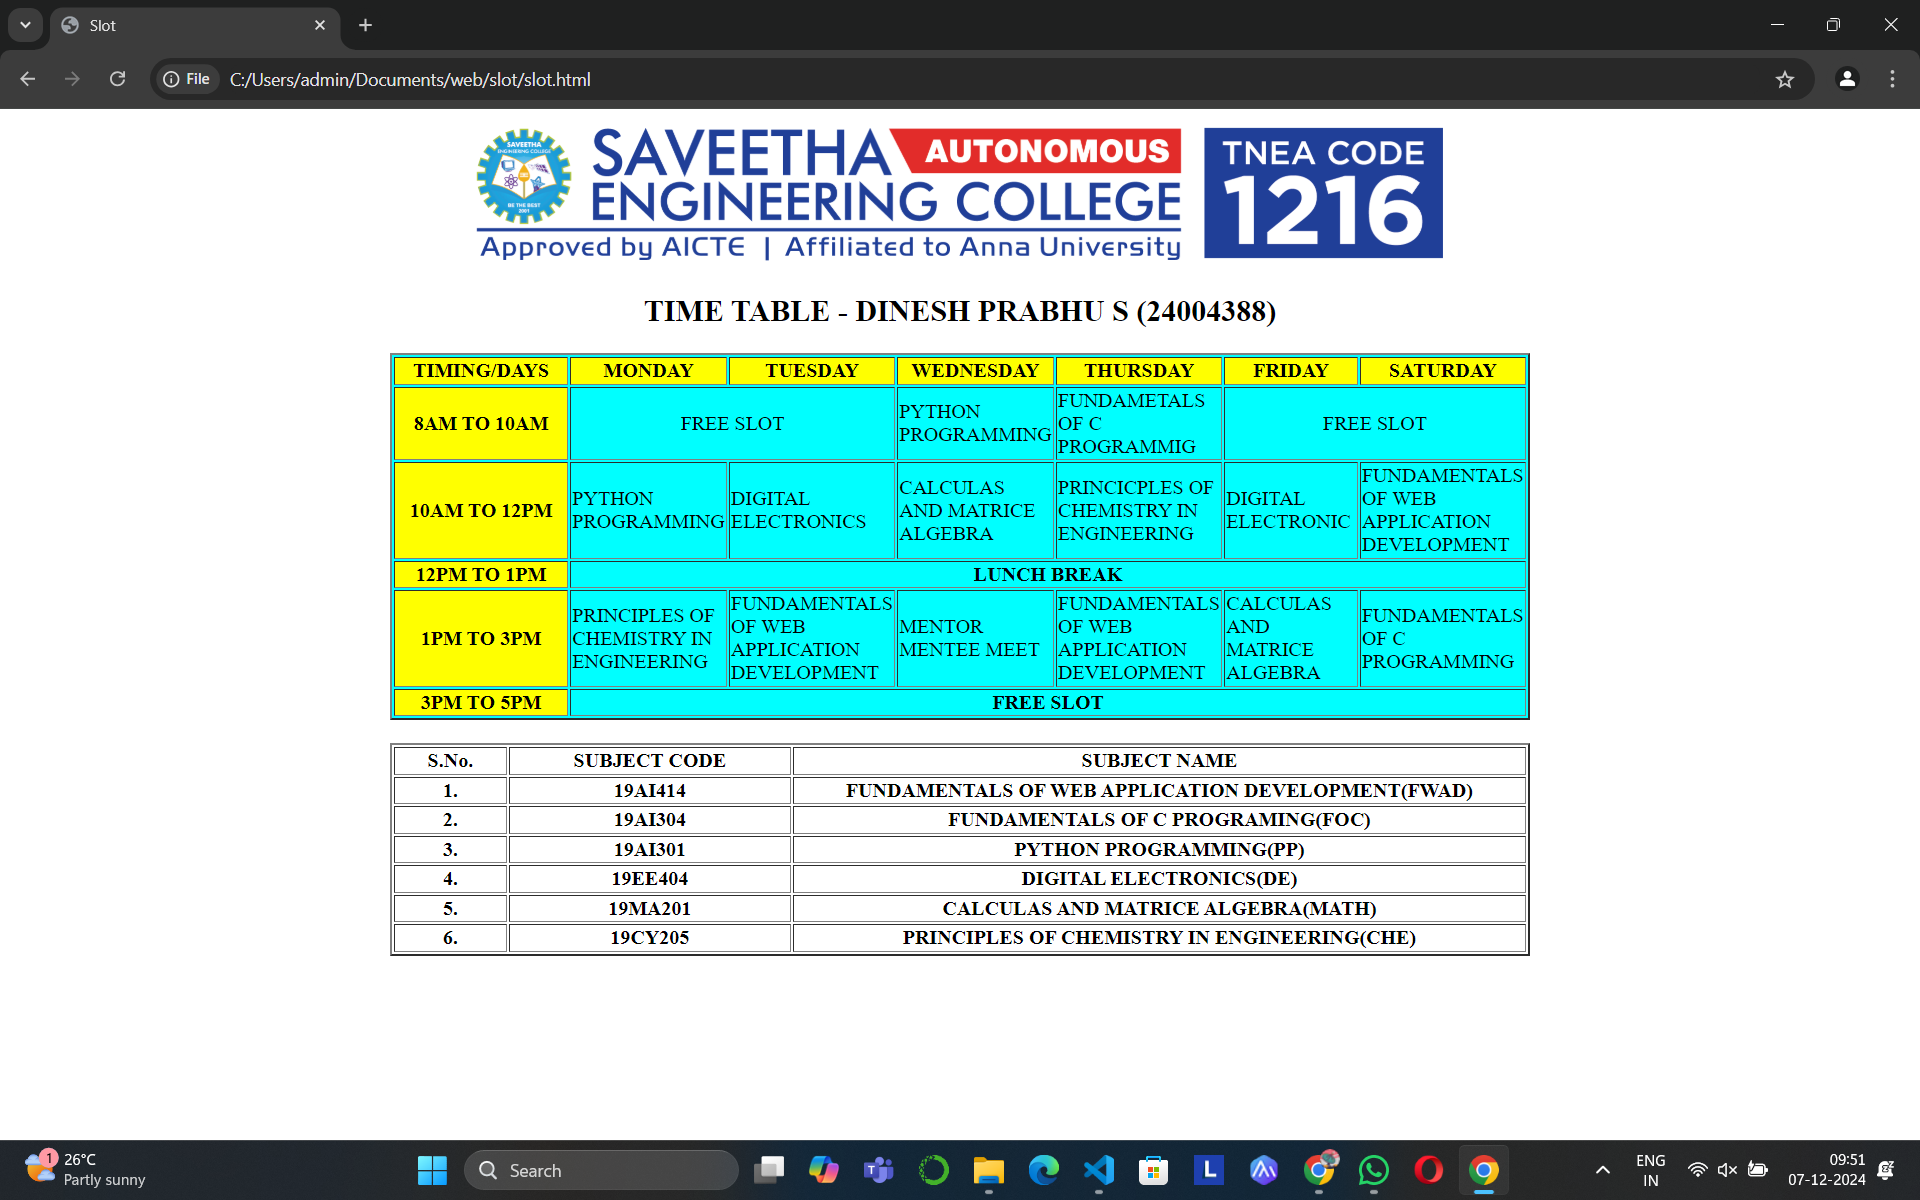 Slot
File C:/Users/admin/Documents/web/slot/slot.html
SAVEETHA
ENGINEERING COLLEGE
BE THE BEST
2001
SAVEETHA AUTONOMOUS
ENGINEERING COLLEGE
Approved by AICTE | Affiliated to Anna University
TNEA CODE
1216
TIME TABLE - DINESH PRABHU S (24004388)
TIMING/DAYS MONDAY TUESDAY WEDNESDAY THURSDAY FRIDAY SATURDAY
8AM TO 10AM
FREE SLOT
PYTHON
PROGRAMMING
FUNDAMETALS
OF C
PROGRAMMIG
FREE SLOT
10AM TO 12PM
PYTHON
PROGRAMMING
DIGITAL
ELECTRONICS
CALCULAS
AND MATRICE
ALGEBRA
PRINCICPLES OF
CHEMISTRY IN
ENGINEERING
DIGITAL
ELECTRONIC
FUNDAMENTALS
OF WEB
APPLICATION
DEVELOPMENT
12PM TO 1PM LUNCH BREAK
1PM TO 3PM
PRINCIPLES OF
CHEMISTRY IN
ENGINEERING
FUNDAMENTALS
OF WEB
APPLICATION
DEVELOPMENT
MENTOR
MENTEE MEET
FUNDAMENTALS
OF WEB
APPLICATION
DEVELOPMENT
CALCULAS
AND
MATRICE
ALGEBRA
FUNDAMENTALS
OF C
PROGRAMMING
3PM TO 5PM FREE SLOT
S.No. SUBJECT CODE SUBJECT NAME
1. 19AI414 FUNDAMENTALS OF WEB APPLICATION DEVELOPMENT(FWAD)
2. 19AI304 FUNDAMENTALS OF C PROGRAMING(FOC)
3. 19AI301 PYTHON PROGRAMMING(PP)
4. 19EE404 DIGITAL ELECTRONICS(DE)
5. 19MA201 CALCULAS AND MATRICE ALGEBRA(MATH)
6. 19CY205 PRINCIPLES OF CHEMISTRY IN ENGINEERING(CHE)
1
26°C
Partly sunny
Search
L
ENG
IN
09:51
07-12-2024